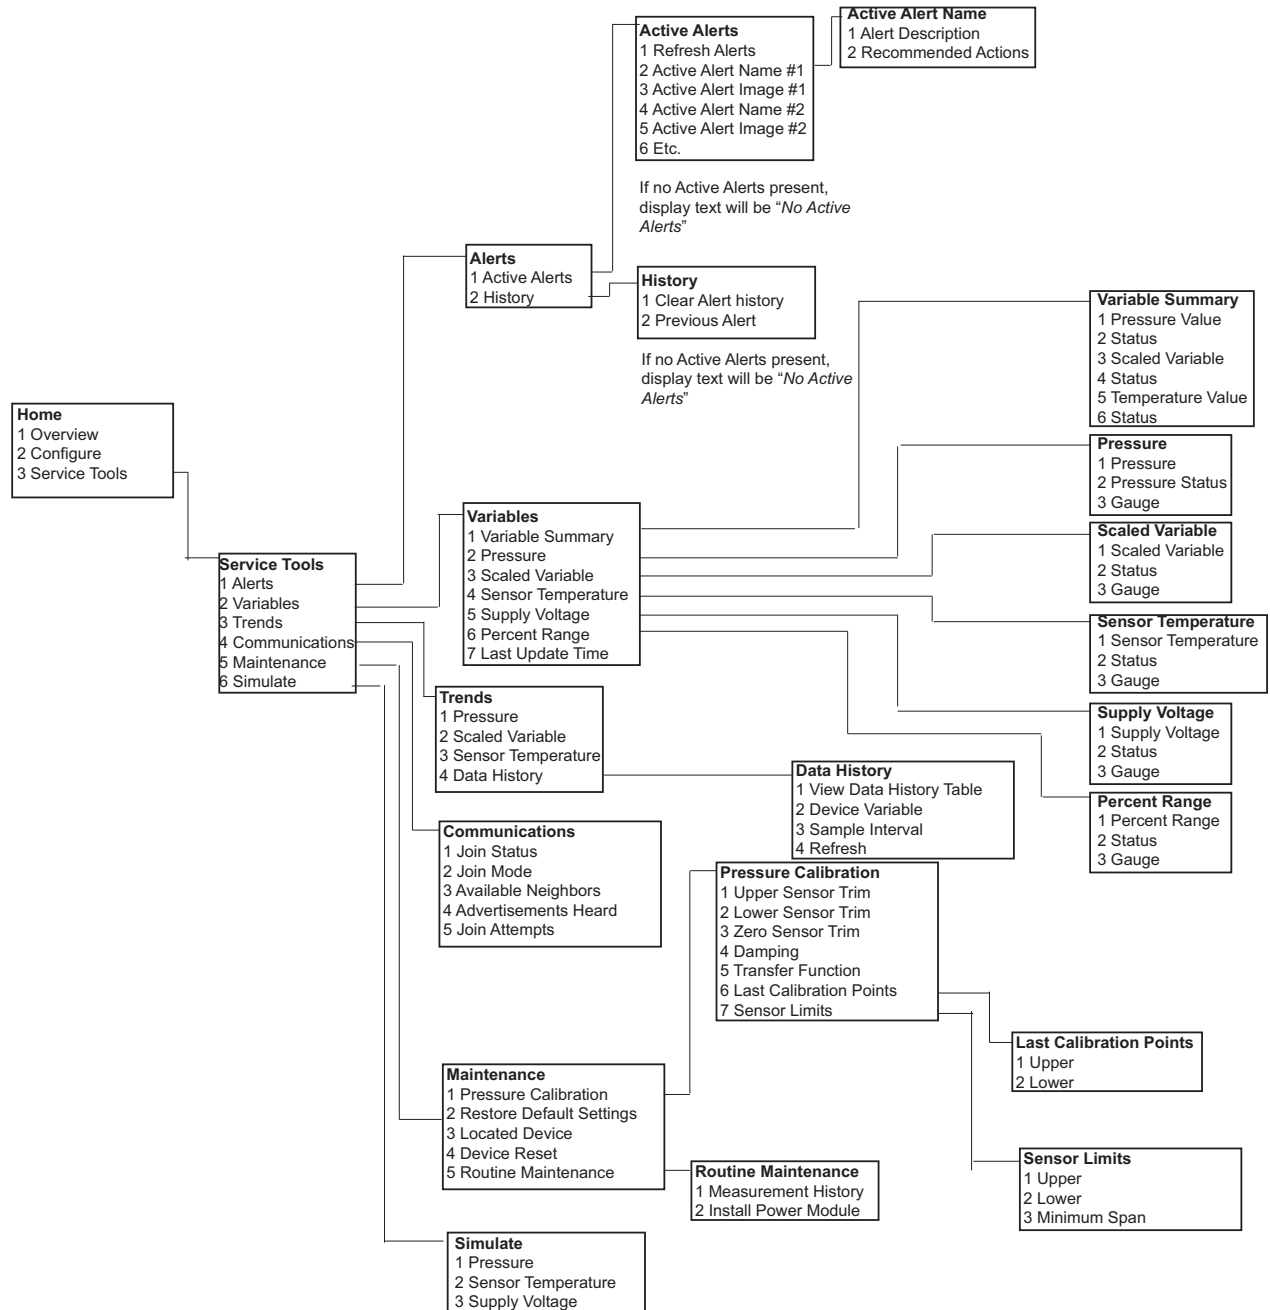 Active Alerts
1 Refresh Alerts
2 Active Alert Name #1
3 Active Alert Image #1
4 Active Alert Name #2
5 Active Alert Image #2
6 Etc.
Active Alert Name
1 Alert Description
2 Recommended Actions
If no Active Alerts present,
display text will be “No Active
Alerts”
Alerts
1 Active Alerts
2 History
History
1 Clear Alert history
2 Previous Alert
If no Active Alerts present,
display text will be “No Active
Alerts”
Home
1 Overview
2 Configure
3 Service Tools
Service Tools
1 Alerts
2 Variables
3 Trends
4 Communications
5 Maintenance
6 Simulate
Variables
1 Variable Summary
2 Pressure
3 Scaled Variable
4 Sensor Temperature
5 Supply Voltage
6 Percent Range
7 Last Update Time
Variable Summary
1 Pressure Value
2 Status
3 Scaled Variable
4 Status
5 Temperature Value
6 Status
Pressure
1 Pressure
2 Pressure Status
3 Gauge
Scaled Variable
1 Scaled Variable
2 Status
3 Gauge
Sensor Temperature
1 Sensor Temperature
2 Status
3 Gauge
Supply Voltage
1 Supply Voltage
2 Status
3 Gauge
Percent Range
1 Percent Range
2 Status
3 Gauge
Trends
1 Pressure
2 Scaled Variable
3 Sensor Temperature
4 Data History
Data History
1 View Data History Table
2 Device Variable
3 Sample Interval
4 Refresh
Communications
1 Join Status
2 Join Mode
3 Available Neighbors
4 Advertisements Heard
5 Join Attempts
Pressure Calibration
1 Upper Sensor Trim
2 Lower Sensor Trim
3 Zero Sensor Trim
4 Damping
5 Transfer Function
6 Last Calibration Points
7 Sensor Limits
Last Calibration Points
1 Upper
2 Lower
Maintenance
1 Pressure Calibration
2 Restore Default Settings
3 Located Device
4 Device Reset
5 Routine Maintenance
Routine Maintenance
1 Measurement History
2 Install Power Module
Sensor Limits
1 Upper
2 Lower
3 Minimum Span
Simulate
1 Pressure
2 Sensor Temperature
3 Supply Voltage